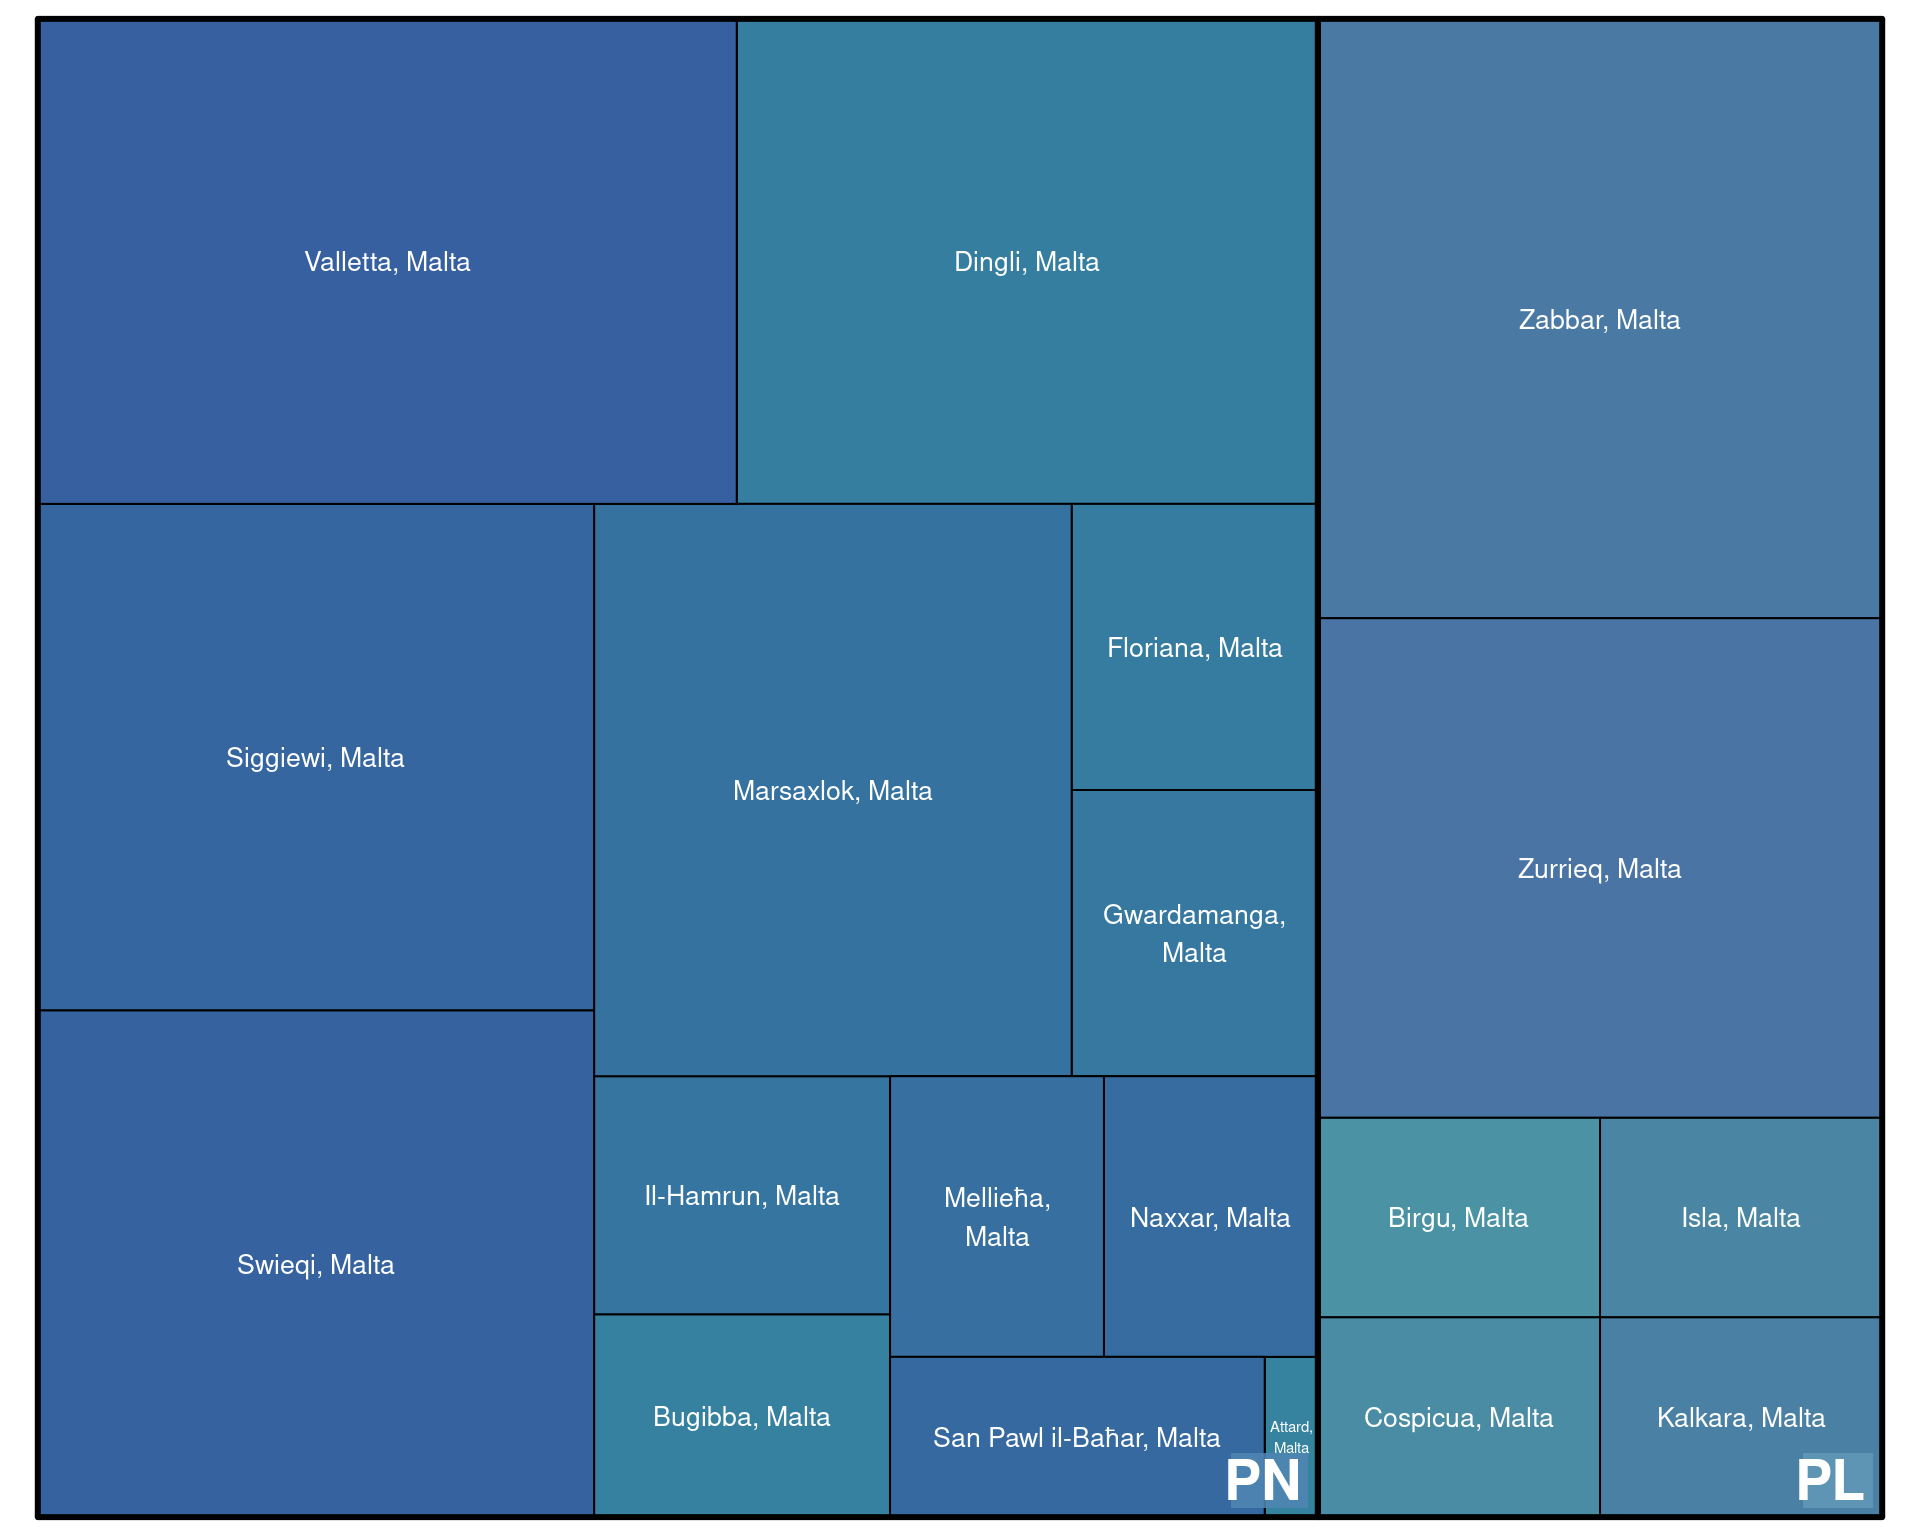 Valletta, Malta
Dingli, Malta
Zabbar, Malta
Siggiewi, Malta
Marsaxlok, Malta
Floriana, Malta
Gwardamanga,
Malta
Zurrieq, Malta
Swieqi, Malta
Il-Hamrun, Malta
Mellieħa,
Malta
Naxxar, Malta
Birgu, Malta
Isla, Malta
Bugibba, Malta
San Pawl il-Baħar, Malta
Attard,
Malta
Cospicua, Malta
Kalkara, Malta
PN
PL